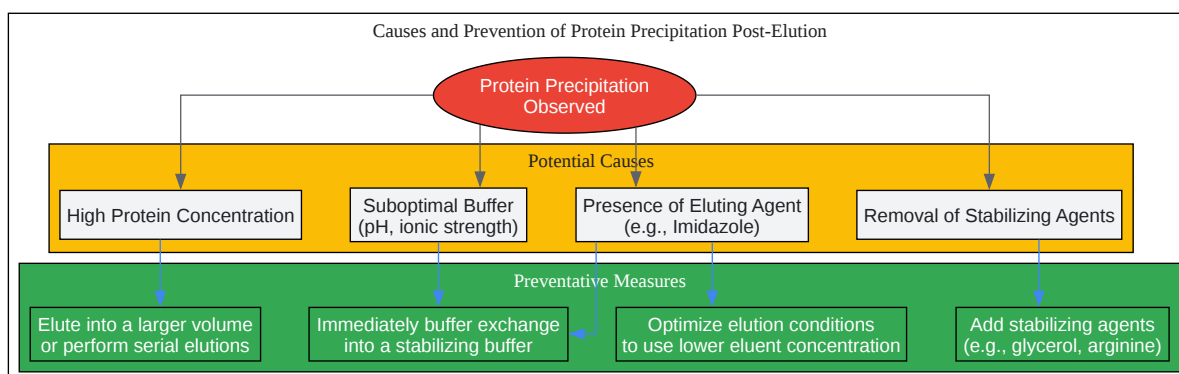 Causes and Prevention of Protein Precipitation Post-Elution
Protein Precipitation
Observed
Potential Causes
High Protein Concentration
Suboptimal Buffer
(pH, ionic strength)
Presence of Eluting Agent
(e.g., Imidazole)
Removal of Stabilizing Agents
Preventative Measures
Elute into a larger volume
or perform serial elutions
Immediately buffer exchange
into a stabilizing buffer
Optimize elution conditions
to use lower eluent concentration
Add stabilizing agents
(e.g., glycerol, arginine)